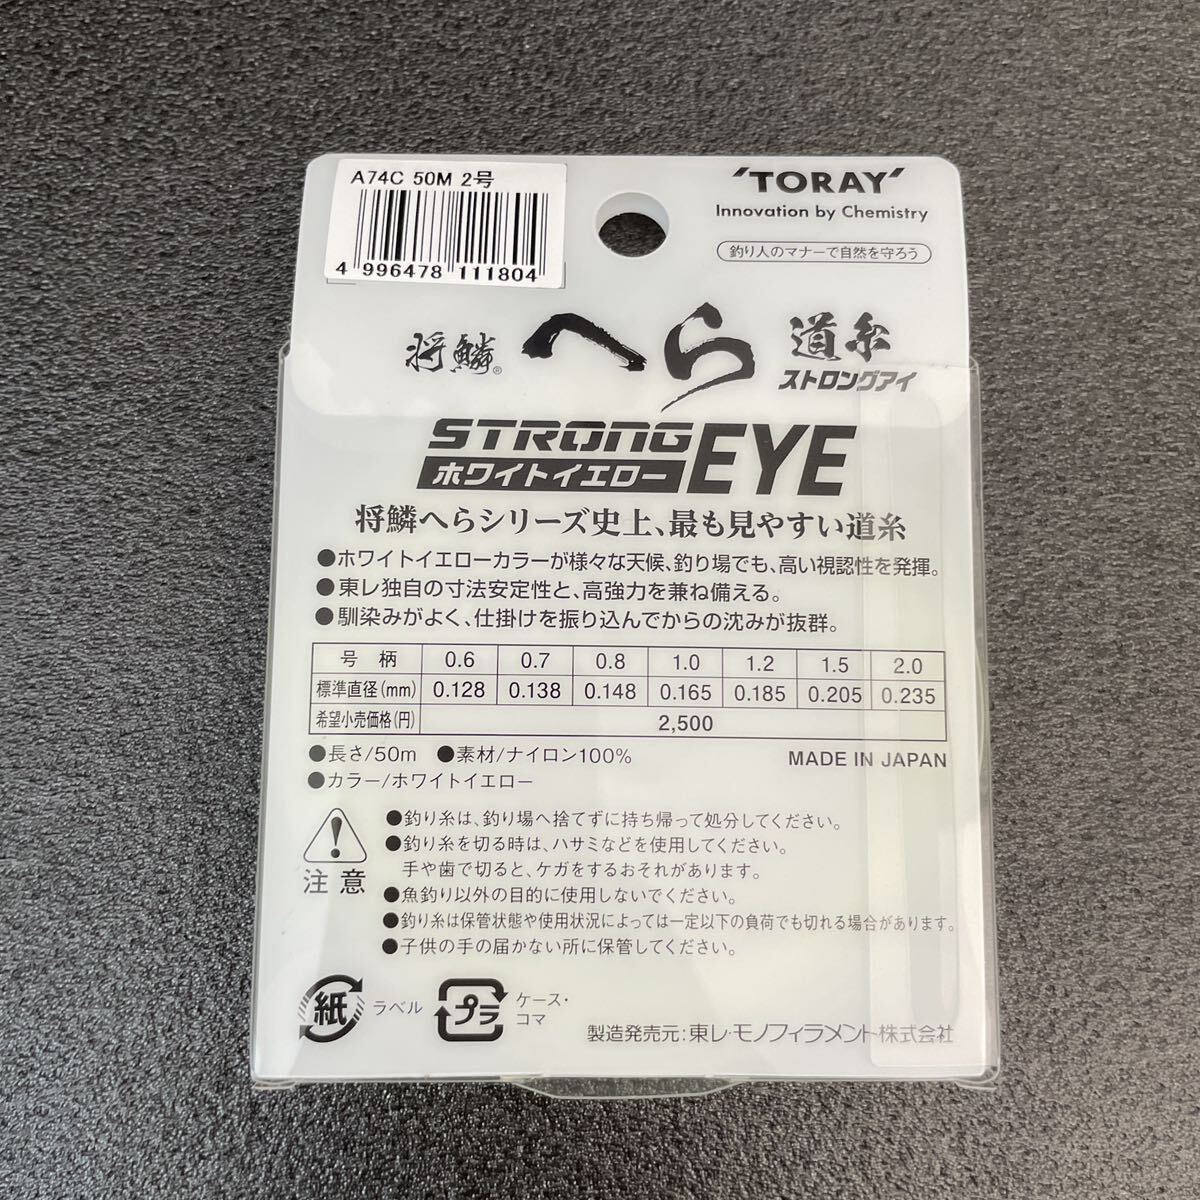 A74C 50M 2号
4 996478 111804
'TORAY'
Innovation by Chemistry
釣り人のマナーで自然を守ろう
将鱗® へら 道糸
ストロングアイ
STRONG EYE
ホワイトイエロー
将鱗へらシリーズ史上、最も見やすい道糸
●ホワイトイエローカラーが様々な天候、釣り場でも、高い視認性を発揮。
●東レ独自の寸法安定性と、高強力を兼ね備える。
●馴染みがよく、仕掛けを振り込んでからの沈みが抜群。
号 柄 0.6 0.7 0.8 1.0 1.2 1.5 2.0
標準直径(mm) 0.128 0.138 0.148 0.165 0.185 0.205 0.235
希望小売価格(円) 2,500
●長さ/50m ●素材/ナイロン100% MADE IN JAPAN
●カラー/ホワイトイエロー
注 意
●釣り糸は、釣り場へ捨てずに持ち帰って処分してください。
●釣り糸を切る時は、ハサミなどを使用してください。
手や歯で切ると、ケガをするおそれがあります。
●魚釣り以外の目的に使用しないでください。
●釣り糸は保管状態や使用状況によっては一定以下の負荷でも切れる場合があります。
●子供の手の届かない所に保管してください。
紙 ラベル プラ ケース・
コマ
製造発売元:東レ・モノフィラメント株式会社